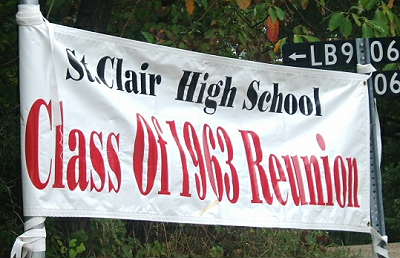 St. Clair High School
Class Of 1963 Reunion
←LB9 06
06